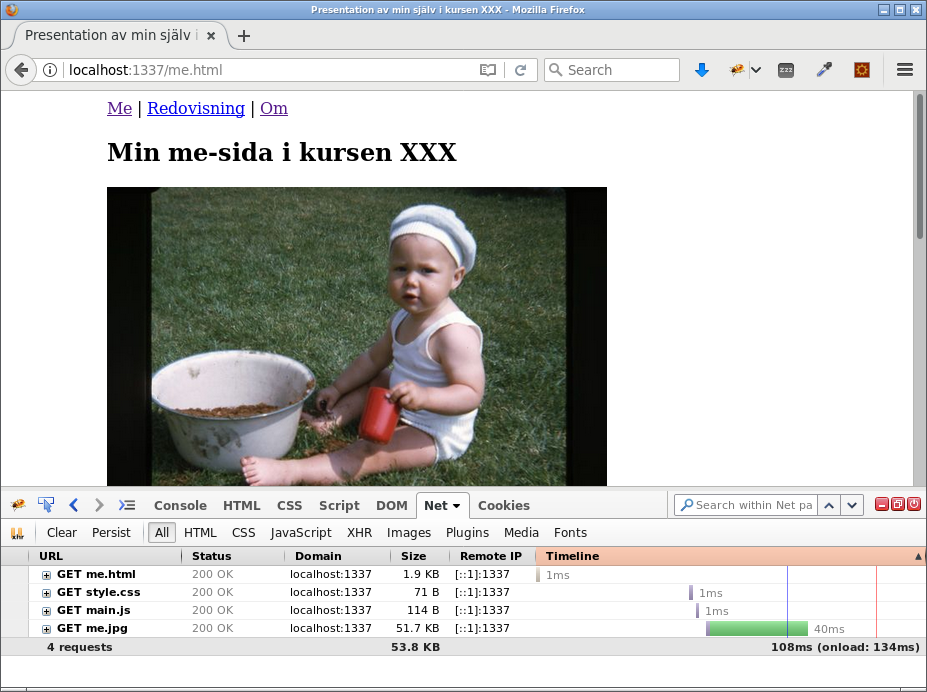 Presentation av min själv i kursen XXX - Mozilla Firefox
Presentation av min själv i
localhost:1337/me.html
Search
zzz
Me | Redovisning | Om
Min me-sida i kursen XXX
Console HTML CSS Script DOM Net Cookies
Search within Net pa
Clear Persist All HTML CSS JavaScript XHR Images Plugins Media Fonts
URL Status Domain Size Remote IP Timeline
GET me.html 200 OK localhost:1337 1.9 KB [::1]:1337 1ms
GET style.css 200 OK localhost:1337 71 B [::1]:1337 1ms
GET main.js 200 OK localhost:1337 114 B [::1]:1337 1ms
GET me.jpg 200 OK localhost:1337 51.7 KB [::1]:1337 40ms
4 requests 53.8 KB 108ms (onload: 134ms)